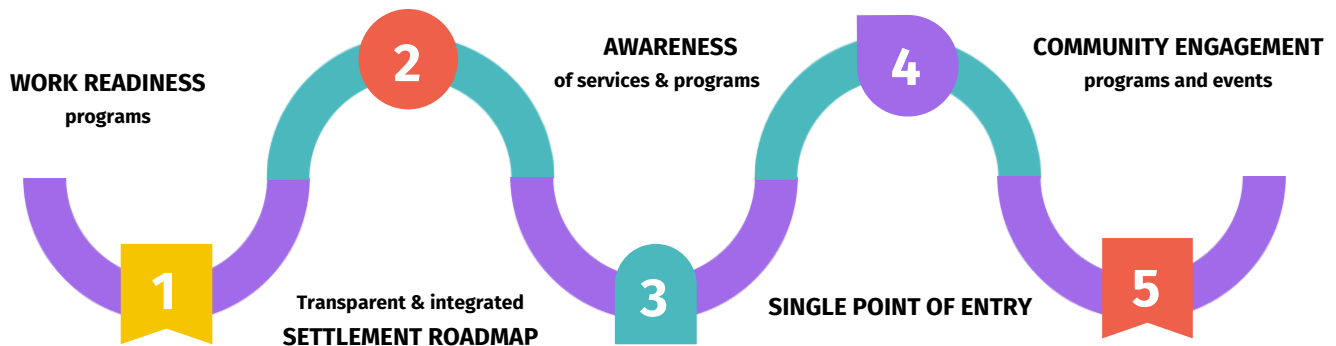 WORK READINESS
programs
1
2
Transparent & integrated
SETTLEMENT ROADMAP
AWARENESS
of services & programs
3
4
SINGLE POINT OF ENTRY
COMMUNITY ENGAGEMENT
programs and events
5